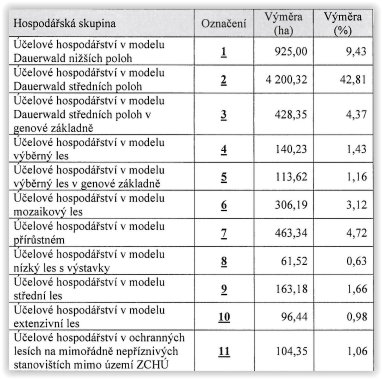 Hospodářská skupina Označení Výměra (ha) Výměra (%)
Účelové hospodářství v modelu
Dauerwald nižších poloh 1 925,00 9,43
Účelové hospodářství v modelu
Dauerwald středních poloh 2 4 200,32 42,81
Účelové hospodářství v modelu
Dauerwald středních poloh v
genové základně 3 428,35 4,37
Účelové hospodářství v modelu
výběrný les 4 140,23 1,43
Účelové hospodářství v modelu
výběrný les v genové základně 5 113,62 1,16
Účelové hospodářství v modelu
mozaikový les 6 306,19 3,12
Účelové hospodářství v modelu
přírůstném 7 463,34 4,72
Účelové hospodářství v modelu
nízký les s výstavky 8 61,52 0,63
Účelové hospodářství v modelu
střední les 9 163,18 1,66
Účelové hospodářství v modelu
extenzivní les 10 96,44 0,98
Účelové hospodářství v ochranných
lesích na mimořádně nepříznivých
stanovištích mimo území ZCHÚ 11 104,35 1,06